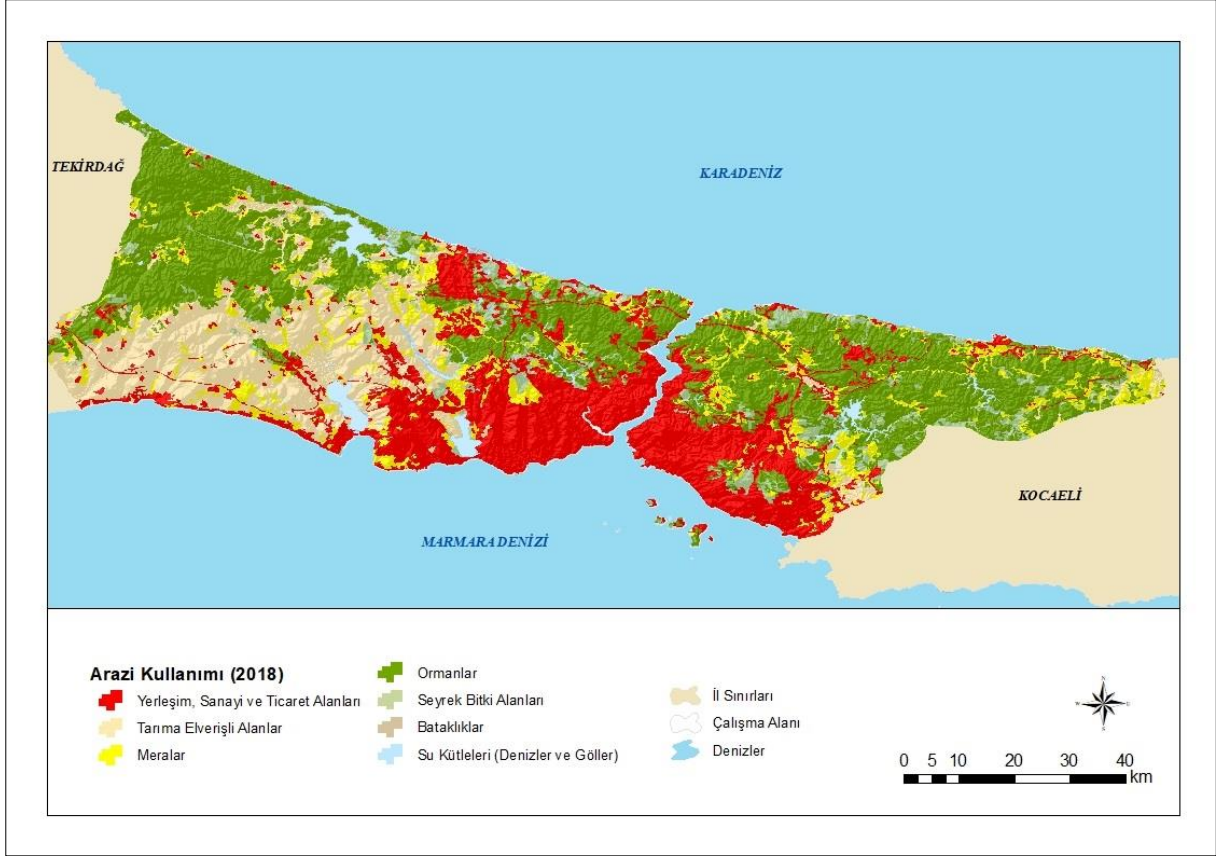 TEKİRDAĞ
KARADENİZ
KOCAELİ
MARMARA DENİZİ
Arazi Kullanımı (2018)
Yerleşim, Sanayi ve Ticaret Alanları
Tarıma Elverişli Alanlar
Meralar
Ormanlar
Seyrek Bitki Alanları
Bataklıklar
Su Kütleleri (Denizler ve Göller)
İl Sınırları
Çalışma Alanı
Denizler
N
W
S
0 5 10 20 30 40
km